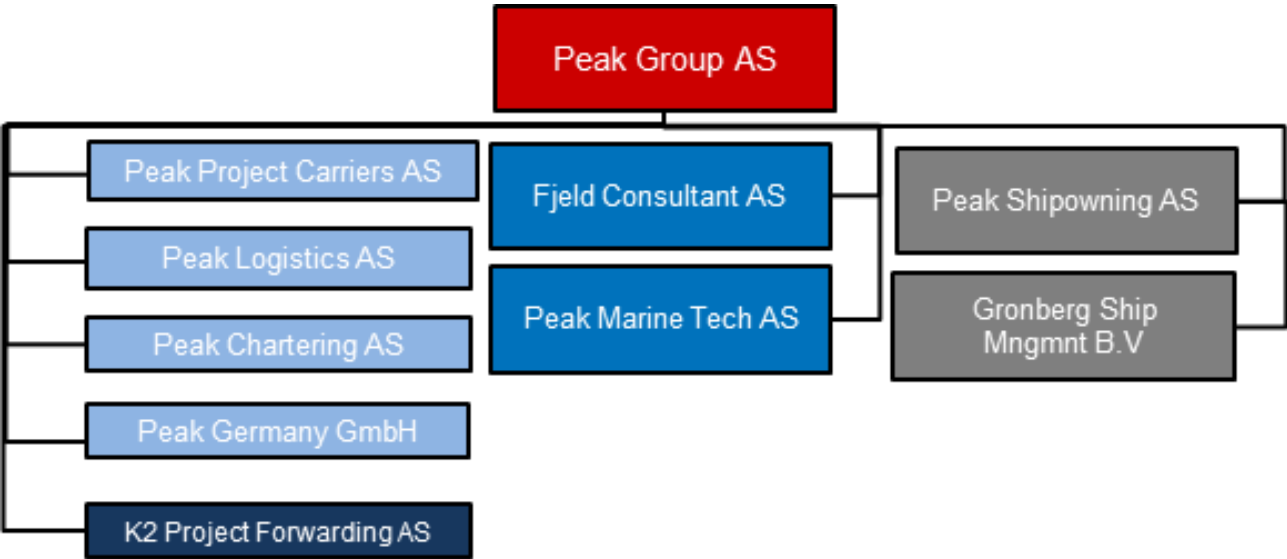 Peak Group AS
Peak Project Carriers AS
Peak Logistics AS
Peak Chartering AS
Peak Germany GmbH
K2 Project Forwarding AS
Fjeld Consultant AS
Peak Marine Tech AS
Peak Shipowning AS
Gronberg Ship
Mngmnt B.V